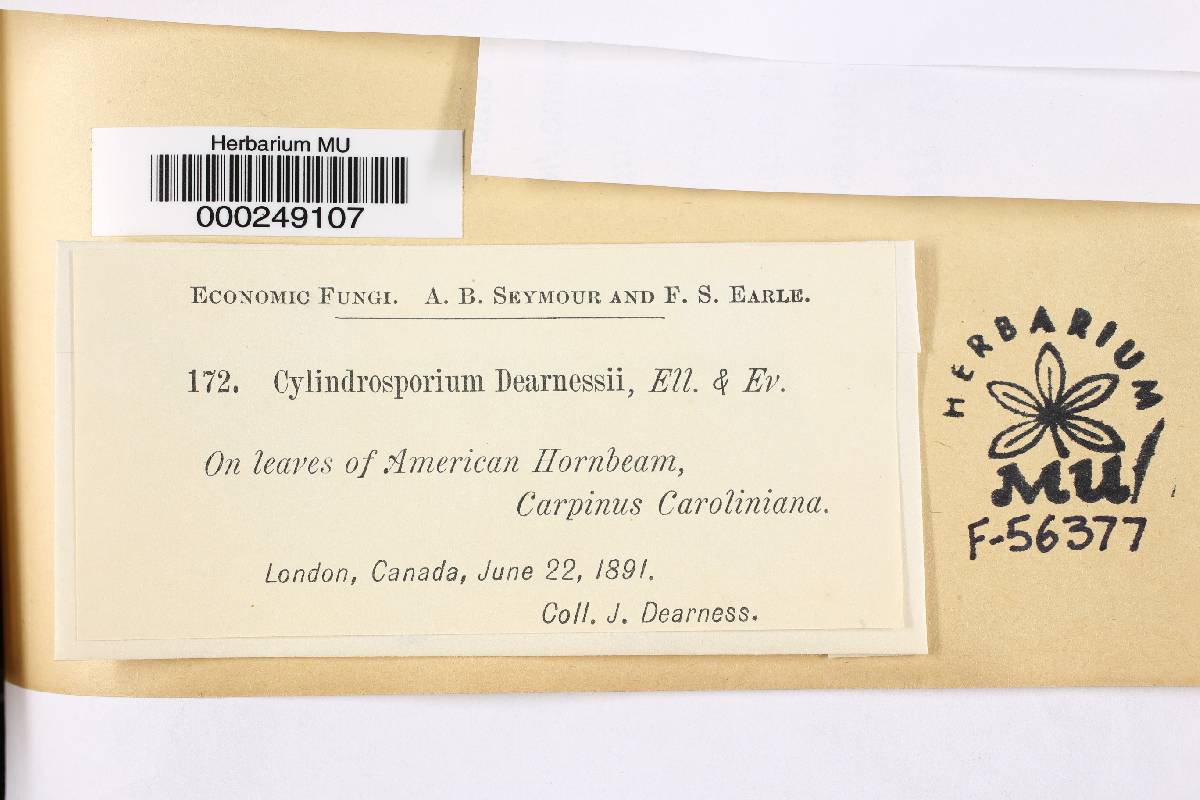 Herbarium MU
000249107
Economic Fungi. A. B. Seymour and F. S. Earle.
172. Cylindrosporium Dearnessii, Ell. & Ev.
On leaves of American Hornbeam,
Carpinus Caroliniana.
London, Canada, June 22, 1891.
Coll. J. Dearness.
HERBARIUM
MU
F-56377